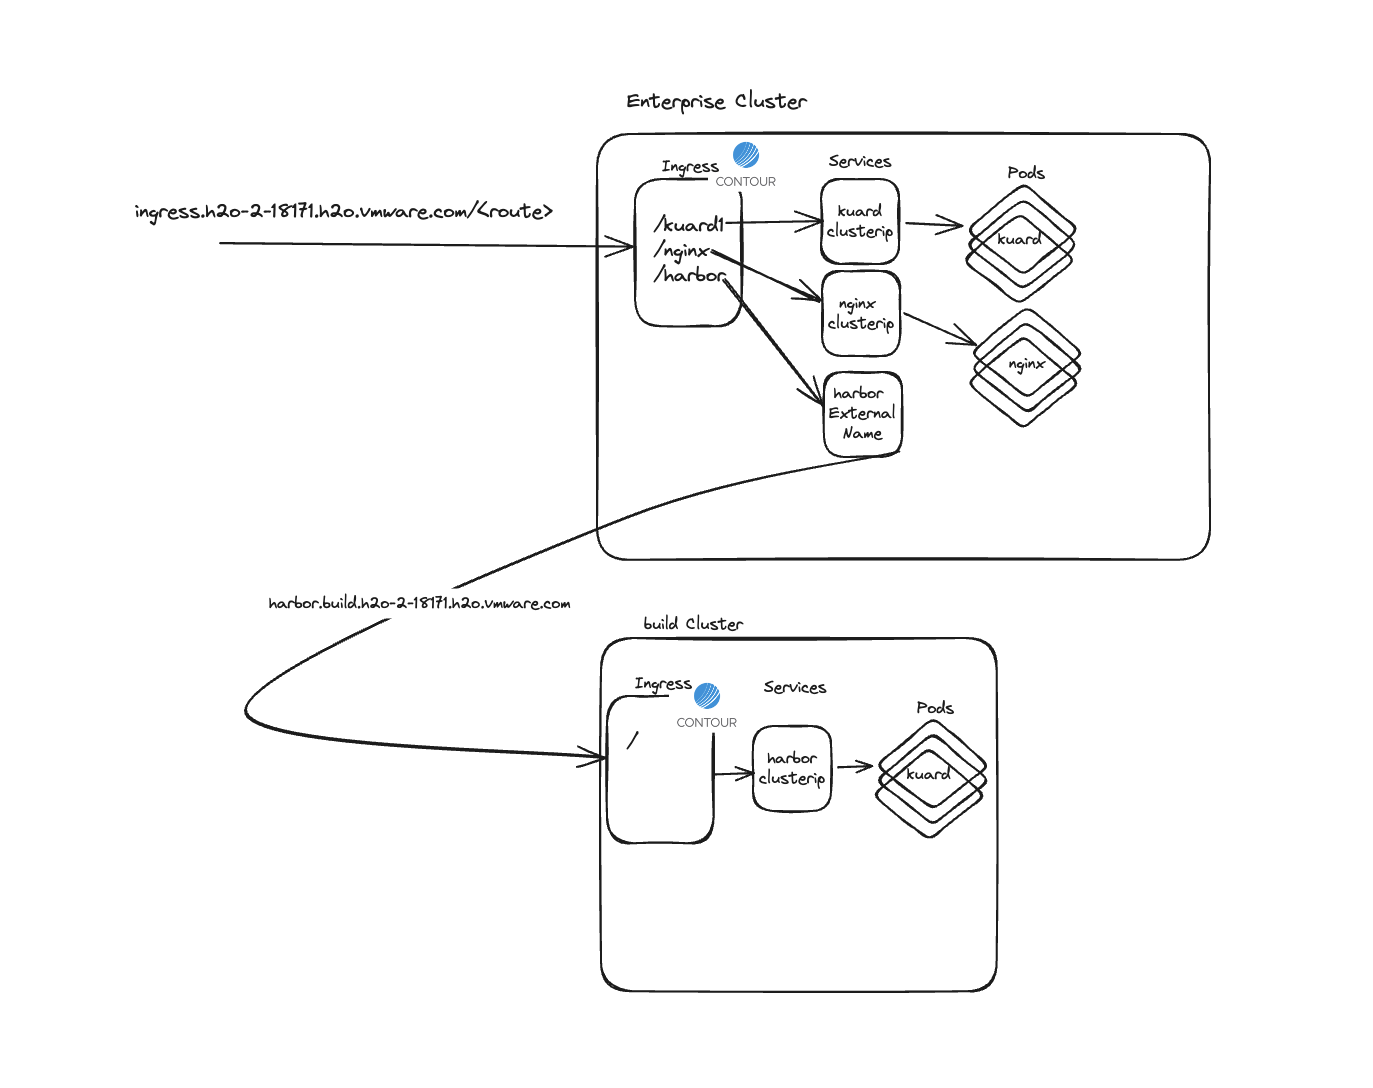 Enterprise Cluster
ingress.h2o-2-18171.h2o.vmware.com/<route>
Ingress
CONTOUR
/kuard1
/nginx
/harbor
Services
kuard
clusterip
nginx
clusterip
harbor
External
Name
Pods
kuard
nginx
harbor.build.h2o-2-18171.h2o.vmware.com
build Cluster
Ingress
CONTOUR
/
Services
harbor
clusterip
Pods
kuard